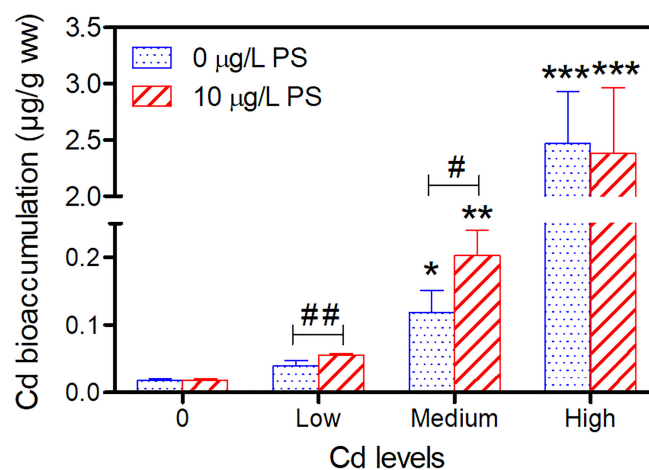 3.5
0 µg/L PS
3.0
10 µg/L PS
*** ***
2.5
2.0
#
**
0.2
*
##
0.1
0.0
0 Low Medium High
Cd levels
Cd bioaccumulation (µg/g ww)